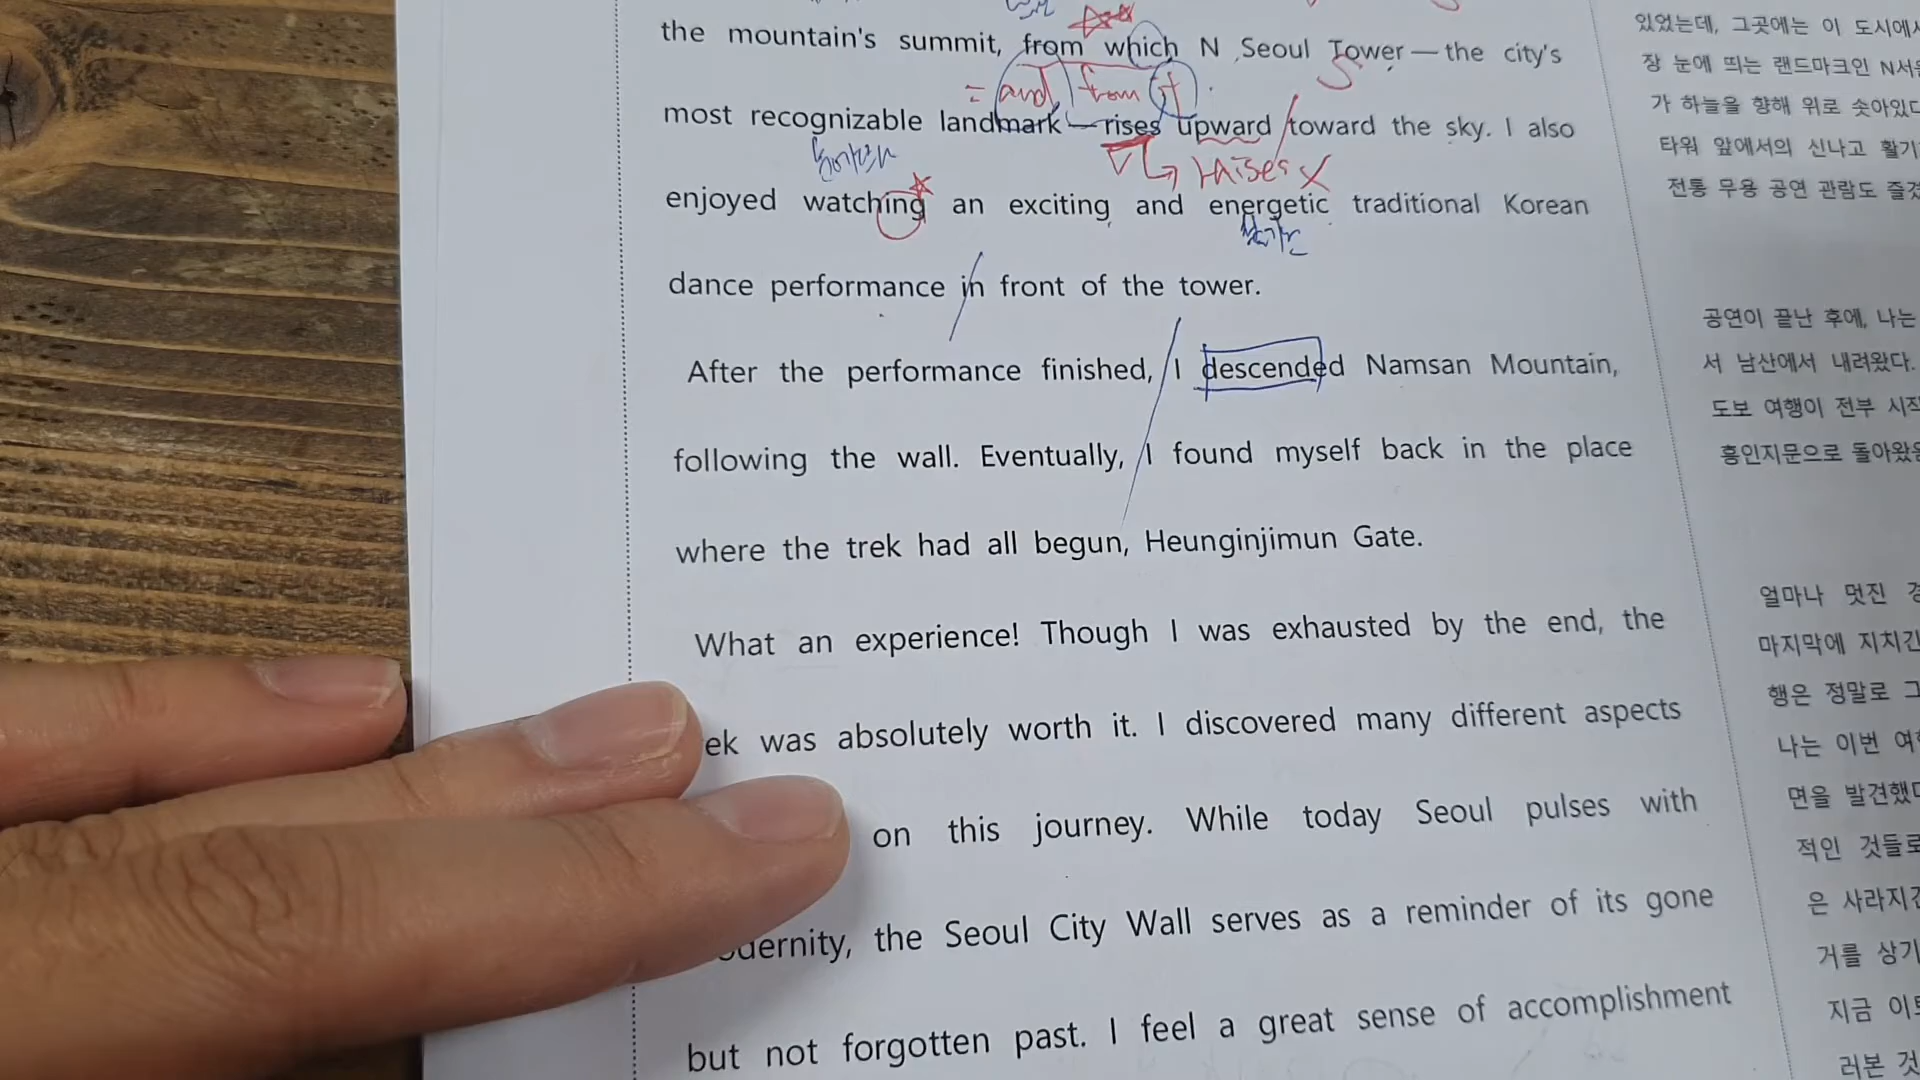 the mountain's summit, from which N Seoul Tower — the city's
= and from it
S
most recognizable landmark — rises upward toward the sky. I also
raises X
enjoyed watching an exciting and energetic traditional Korean
dance performance in front of the tower.
After the performance finished, I descended Namsan Mountain,
following the wall. Eventually, I found myself back in the place
where the trek had all begun, Heunginjimun Gate.
What an experience! Though I was exhausted by the end, the
ek was absolutely worth it. I discovered many different aspects
on this journey. While today Seoul pulses with
dernity, the Seoul City Wall serves as a reminder of its gone
but not forgotten past. I feel a great sense of accomplishment
있었는데, 그곳에는 이 도시에서
장 눈에 띄는 랜드마크인 N서울
가 하늘을 향해 위로 솟아있다
타워 앞에서의 신나고 활기
전통 무용 공연 관람도 즐겼
공연이 끝난 후에, 나는
서 남산에서 내려왔다.
도보 여행이 전부 시작
흥인지문으로 돌아왔음
얼마나 멋진 경
마지막에 지치긴
행은 정말로 그
나는 이번 여
면을 발견했다
적인 것들로
은 사라지긴
거를 상기
지금 이
러본 것